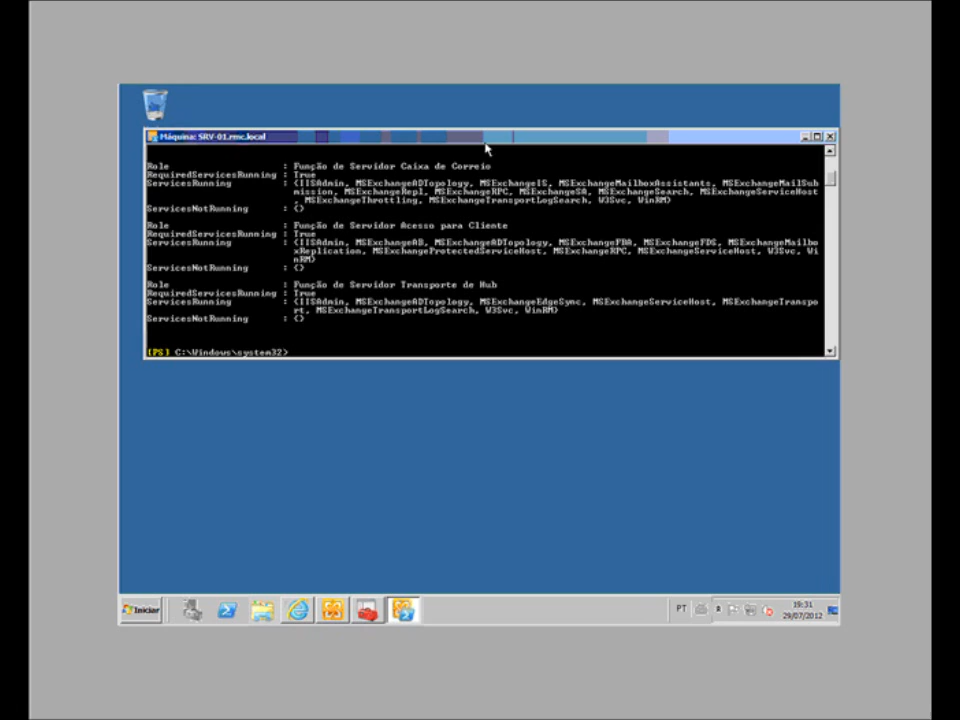 Máquina: SRV-01.rmc.local
Role : Função de Servidor Caixa de Correio
RequiredServicesRunning : True
ServicesRunning : {IISAdmin, MSExchangeADTopology, MSExchangeIS, MSExchangeMailboxAssistants, MSExchangeMailSub
mission, MSExchangeRepl, MSExchangeRPC, MSExchangeSA, MSExchangeSearch, MSExchangeServiceHost
, MSExchangeThrottling, MSExchangeTransportLogSearch, W3Svc, WinRM}
ServicesNotRunning : {}
Role : Função de Servidor Acesso para Cliente
RequiredServicesRunning : True
ServicesRunning : {IISAdmin, MSExchangeAB, MSExchangeADTopology, MSExchangeFBA, MSExchangeFDS, MSExchangeMailbo
xReplication, MSExchangeProtectedServiceHost, MSExchangeRPC, MSExchangeServiceHost, W3Svc, Wi
nRM}
ServicesNotRunning : {}
Role : Função de Servidor Transporte de Hub
RequiredServicesRunning : True
ServicesRunning : {IISAdmin, MSExchangeADTopology, MSExchangeEdgeSync, MSExchangeServiceHost, MSExchangeTranspo
rt, MSExchangeTransportLogSearch, W3Svc, WinRM}
ServicesNotRunning : {}
[PS] C:\Windows\system32>
Iniciar
PT
19:31
29/07/2012